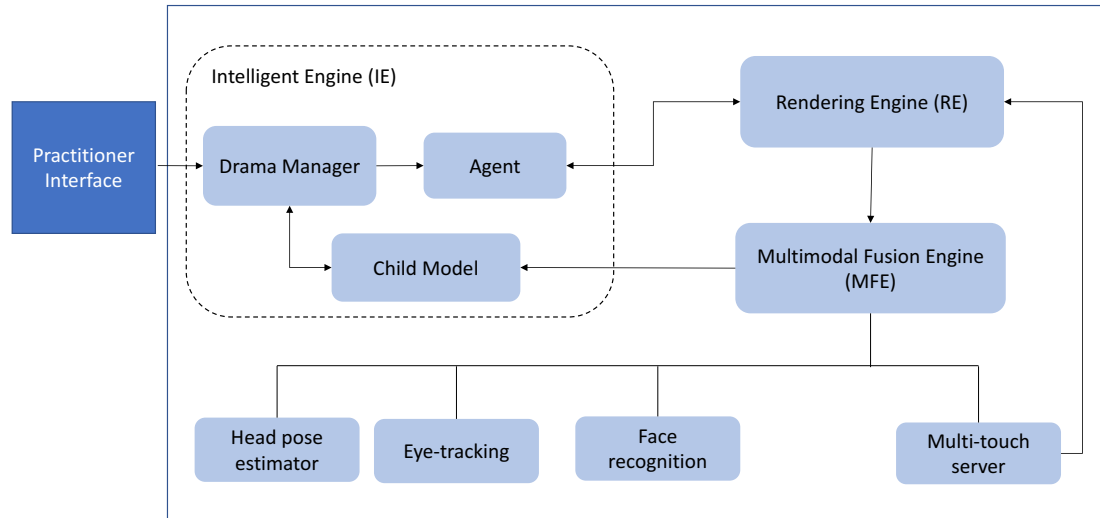 Intelligent Engine (IE)
Rendering Engine (RE)
Practitioner
Interface
Drama Manager
Agent
Child Model
Multimodal Fusion Engine
(MFE)
Head pose
estimator
Eye-tracking
Face
recognition
Multi-touch
server